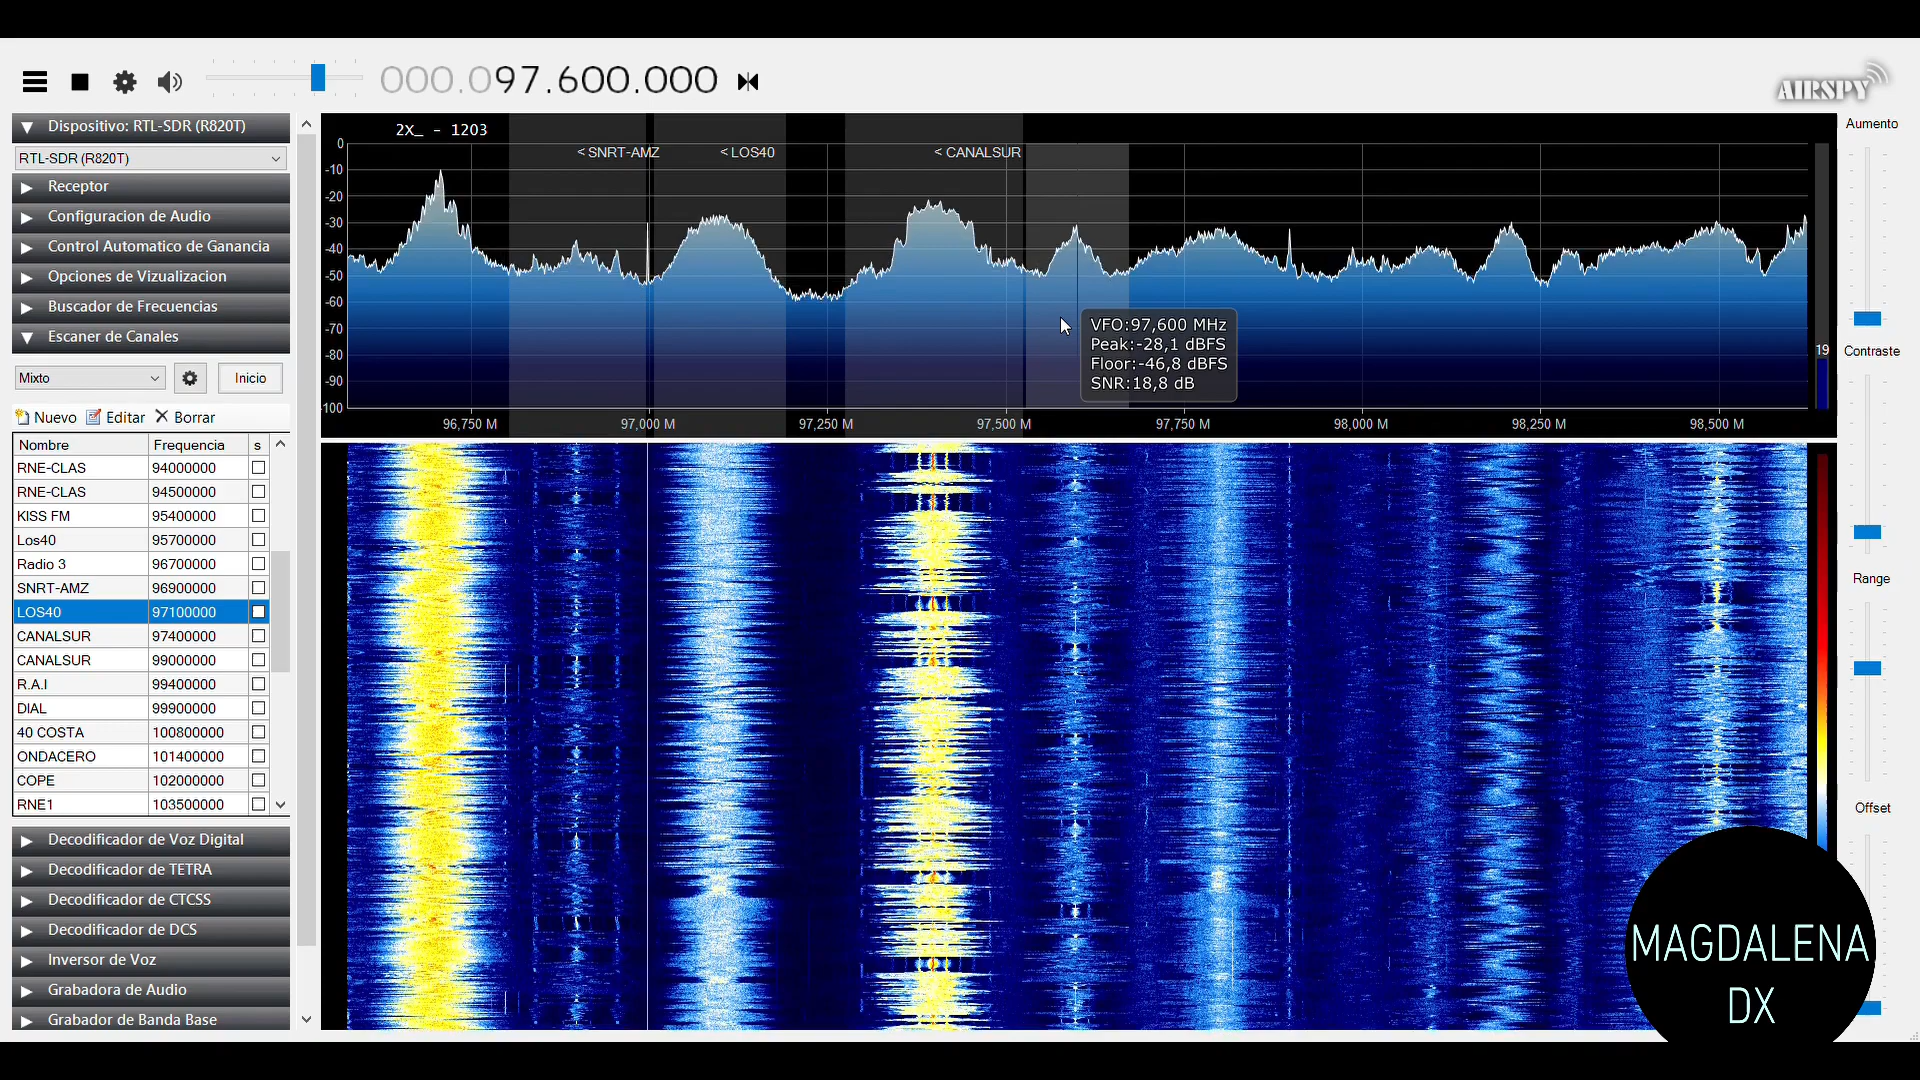 000.097.600.000
AIRSPY
Dispositivo: RTL-SDR (R820T)
RTL-SDR (R820T)
Receptor
Configuracion de Audio
Control Automatico de Ganancia
Opciones de Vizualizacion
Buscador de Frecuencias
Escaner de Canales
Mixto
Inicio
Nuevo Editar Borrar
Nombre Frequencia s
RNE-CLAS 94000000
RNE-CLAS 94500000
KISS FM 95400000
Los40 95700000
Radio 3 96700000
SNRT-AMZ 96900000
LOS40 97100000
CANALSUR 97400000
CANALSUR 99000000
R.A.I 99400000
DIAL 99900000
40 COSTA 100800000
ONDACERO 101400000
COPE 102000000
RNE1 103500000
Decodificador de Voz Digital
Decodificador de TETRA
Decodificador de CTCSS
Decodificador de DCS
Inversor de Voz
Grabadora de Audio
Grabador de Banda Base
2X_ - 1203
< SNRT-AMZ < LOS40 < CANALSUR
0
-10
-20
-30
-40
-50
-60
-70
-80
-90
-100
VFO:97,600 MHz
Peak:-28,1 dBFS
Floor:-46,8 dBFS
SNR:18,8 dB
19
96,750 M 97,000 M 97,250 M 97,500 M 97,750 M 98,000 M 98,250 M 98,500 M
Aumento
Contraste
Range
Offset
MAGDALENA
DX